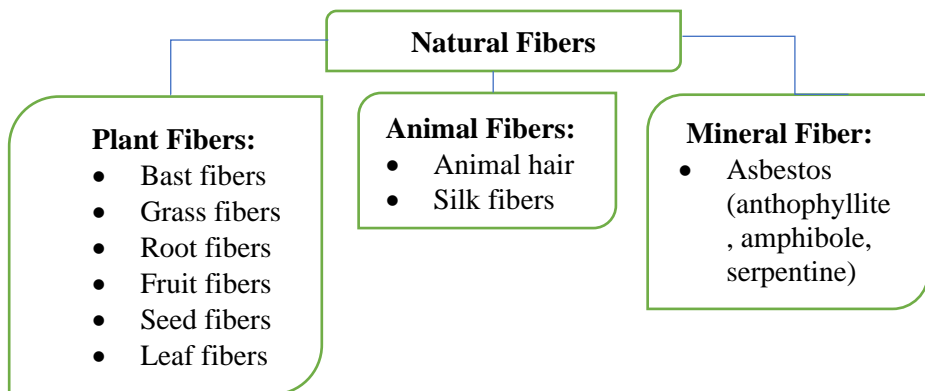 Natural Fibers
Plant Fibers:
• Bast fibers
• Grass fibers
• Root fibers
• Fruit fibers
• Seed fibers
• Leaf fibers
Animal Fibers:
• Animal hair
• Silk fibers
Mineral Fiber:
• Asbestos
(anthophyllite
, amphibole,
serpentine)